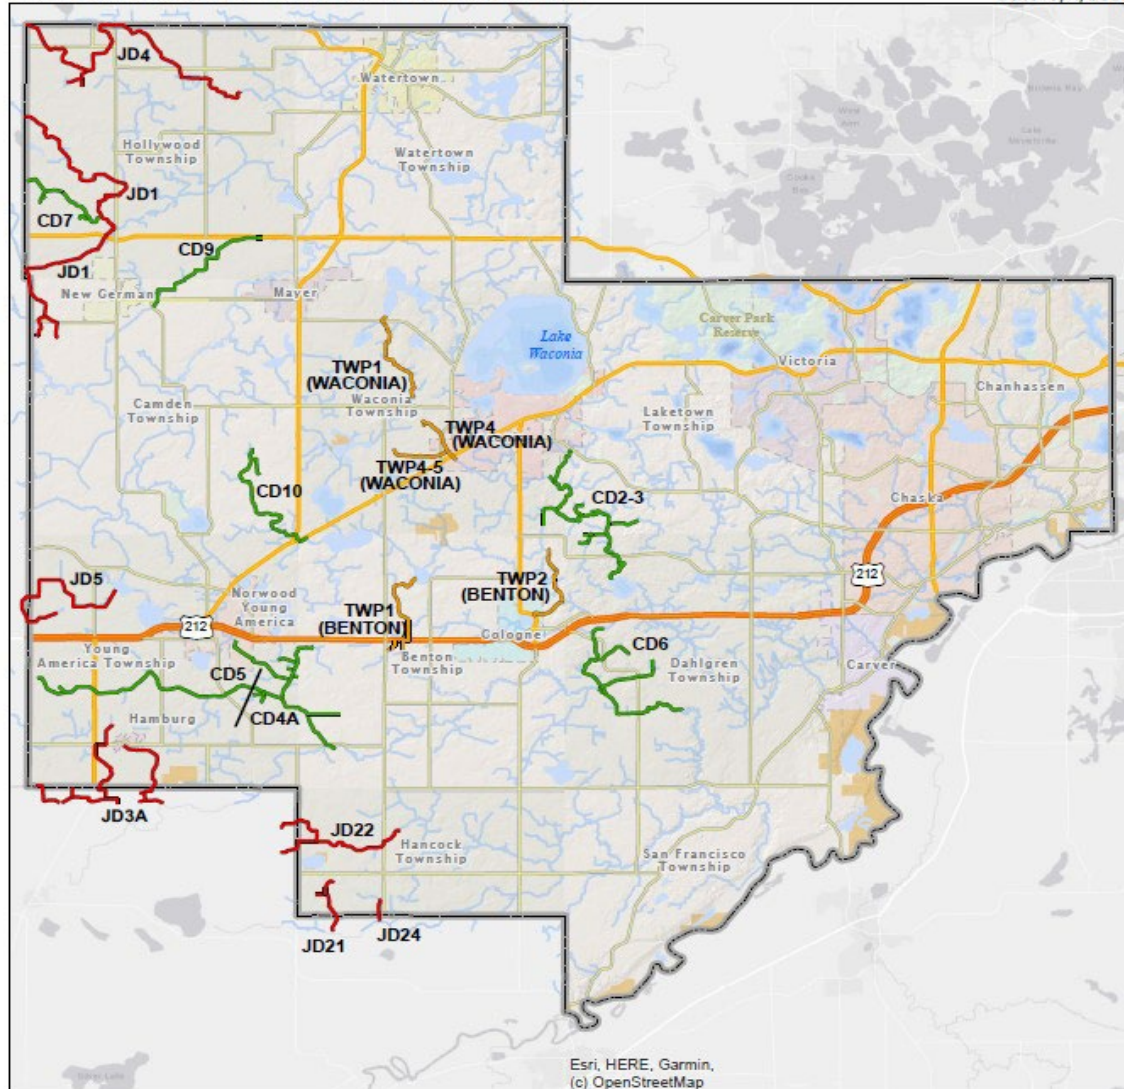 JD4
Watertown
Hollywood
Township
Watertown
Township
JD1
CD7
CD9
JD1
New German
Mayer
Lake
Waconia
Carver Park
Reserve
Victoria
Chanhassen
TWP1
(WACONIA)
Waconia
Township
Camden
Township
Laketown
Township
TWP4
(WACONIA)
TWP4-5
(WACONIA)
CD10
CD2-3
Chaska
JD5
212
Norwood
Young
America
TWP2
(BENTON)
TWP1
(BENTON)
212
Cologne
Young
America Township
Benton
Township
CD6
Dahlgren
Township
Carver
CD5
Hamburg
CD4A
JD3A
JD22
Hancock
Township
San Francisco
Township
JD21
JD24
Esri, HERE, Garmin,
(c) OpenStreetMap